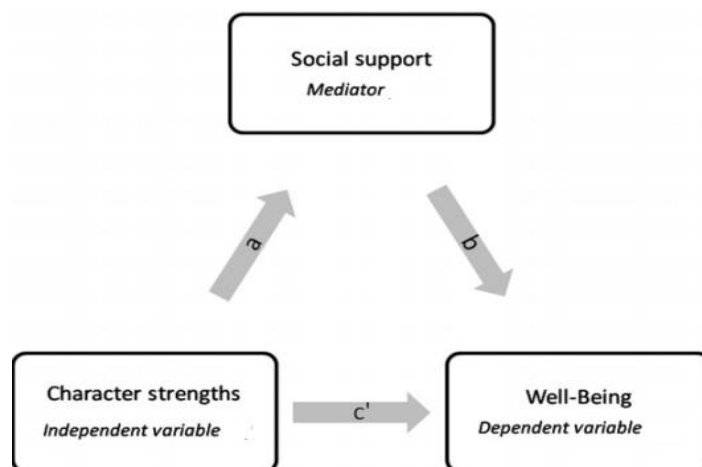 Social support
Mediator
a
b
Character strengths
Independent variable
c'
Well-Being
Dependent variable